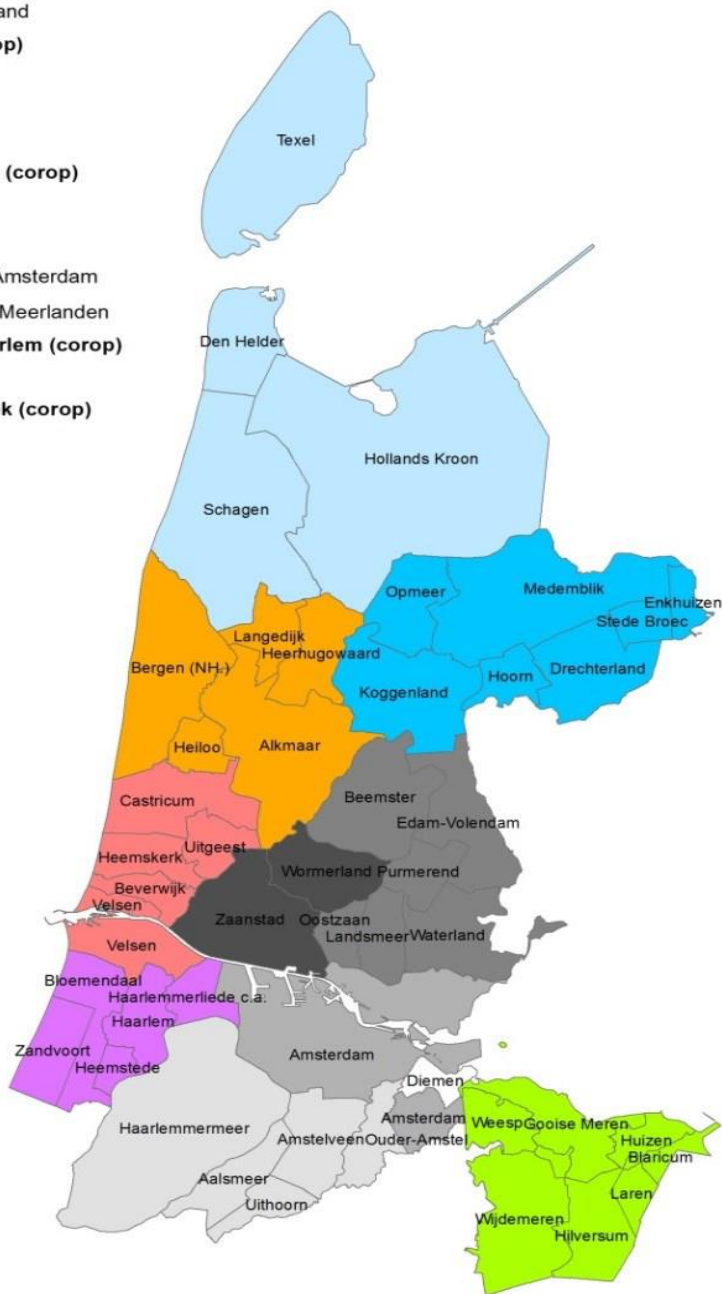 and
op)
(corop)
Amsterdam
Meerlanden
rlem (corop)
k (corop)
Texel
Den Helder
Hollands Kroon
Schagen
Opmeer
Medemblik
Enkhuizen
Stede Broec
Langedijk
Heerhugowaard
Bergen (NH.)
Hoorn
Drechterland
Koggenland
Heiloo
Alkmaar
Castricum
Beemster
Edam-Volendam
Uitgeest
Heemskerk
Wormerland
Purmerend
Beverwijk
Velsen
Zaanstad
Oostzaan
Landsmeer
Waterland
Velsen
Bloemendaal
Haarlemmerliede c.a.
Haarlem
Zandvoort
Heemstede
Amsterdam
Diemen
Haarlemmermeer
Amstelveen
Amsterdam
Ouder-Amstel
Weesp
Gooise Meren
Huizen
Blaricum
Aalsmeer
Laren
Uithoorn
Wijdemeren
Hilversum